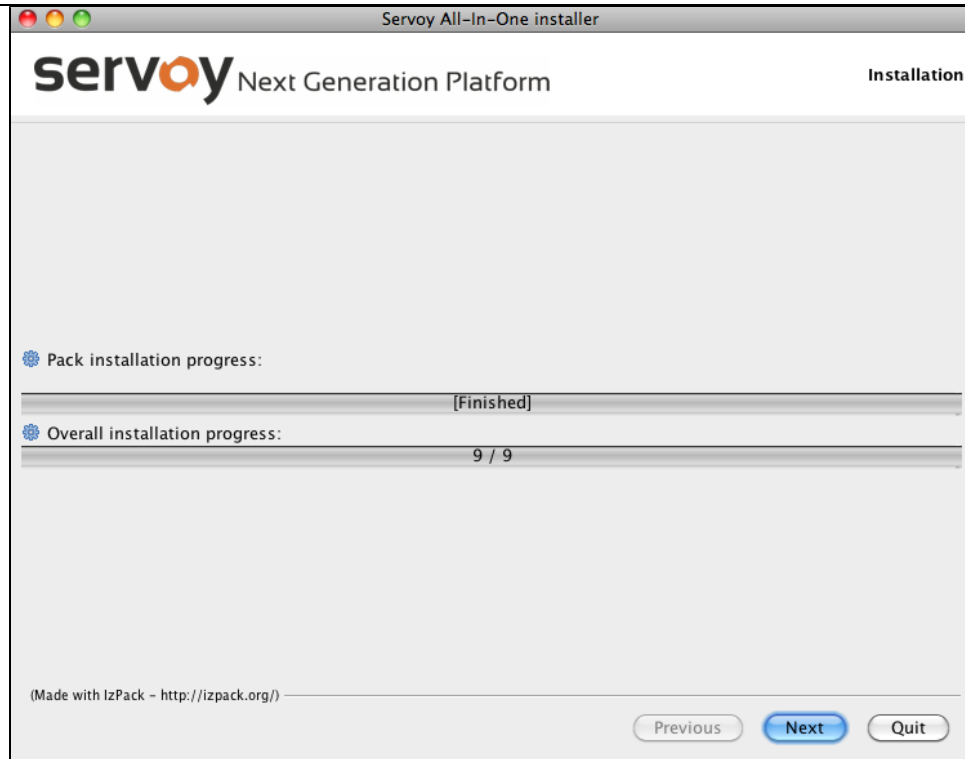 Servoy All-In-One installer
servoy Next Generation Platform
Installation
Pack installation progress:
[Finished]
Overall installation progress:
9 / 9
(Made with IzPack - http://izpack.org/)
Previous
Next
Quit